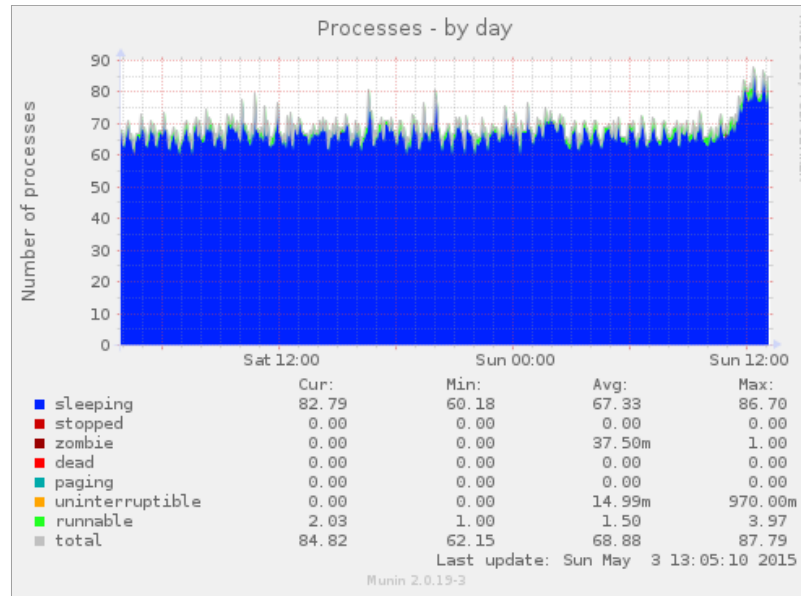 Processes - by day
Number of processes
90
80
70
60
50
40
30
20
10
0
Sat 12:00 Sun 00:00 Sun 12:00
Cur: Min: Avg: Max:
sleeping 82.79 60.18 67.33 86.70
stopped 0.00 0.00 0.00 0.00
zombie 0.00 0.00 37.50m 1.00
dead 0.00 0.00 0.00 0.00
paging 0.00 0.00 0.00 0.00
uninterruptible 0.00 0.00 14.99m 970.00m
runnable 2.03 1.00 1.50 3.97
total 84.82 62.15 68.88 87.79
Last update: Sun May 3 13:05:10 2015
Munin 2.0.19-3